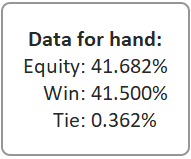 Data for hand:
Equity: 41.682%
Win: 41.500%
Tie: 0.362%